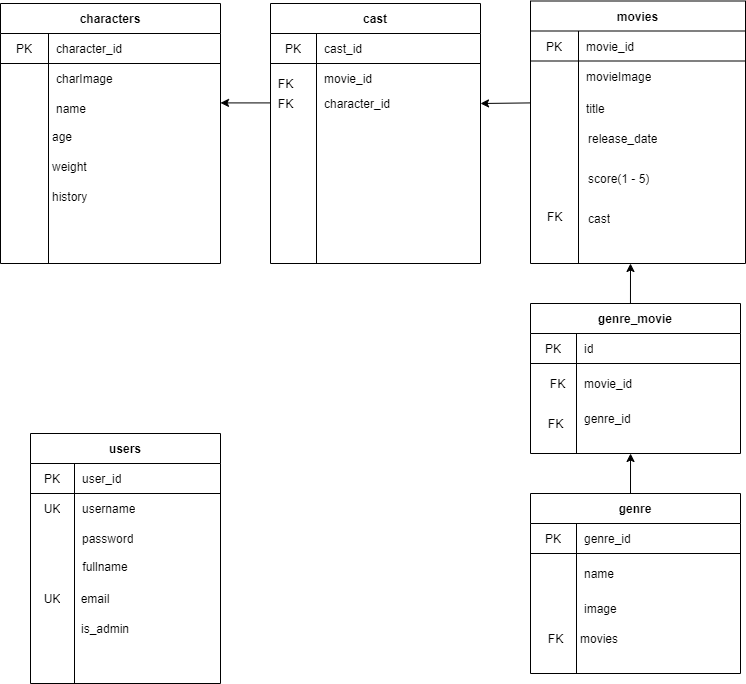 characters
PK character_id
charImage
name
age
weight
history
cast
PK cast_id
FK movie_id
FK character_id
movies
PK movie_id
movieImage
title
release_date
score(1 - 5)
FK cast
genre_movie
PK id
FK movie_id
FK genre_id
users
PK user_id
UK username
password
fullname
UK email
is_admin
genre
PK genre_id
name
image
FK movies